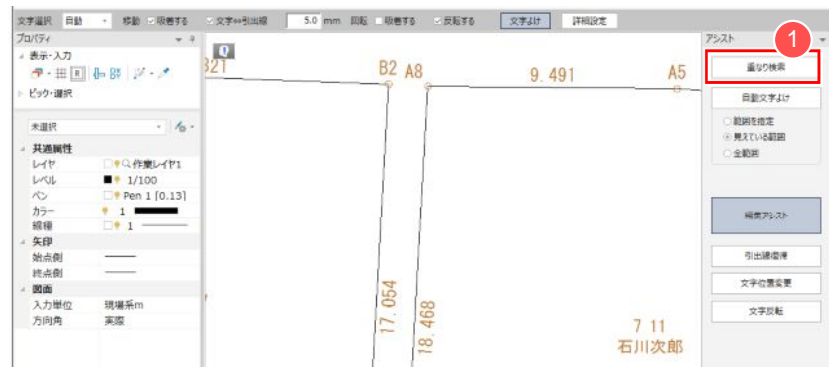 文字選択 自動 移動 吸着する 文字⇔引出線 5.0 mm 回転 吸着する 反転する 文字よけ 詳細設定
プロパティ
表示・入力
ピック・選択
未選択
共通属性
レイヤ 作業レイヤ1
レベル 1/100
ペン Pen 1 [0.13]
カラー 1
線種 1
矢印
始点側
終点側
図面
入力単位 現場系m
方向角 実際
321
B2 A8
9.491
A5
17.054
18.468
7 11
石川次郎
アシスト
1
重なり検索
自動文字よけ
範囲を指定
見えている範囲
全範囲
編集アシスト
引出線復帰
文字位置変更
文字反転